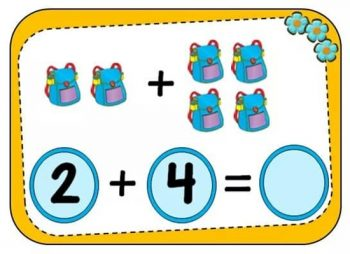 +
2 + 4 =